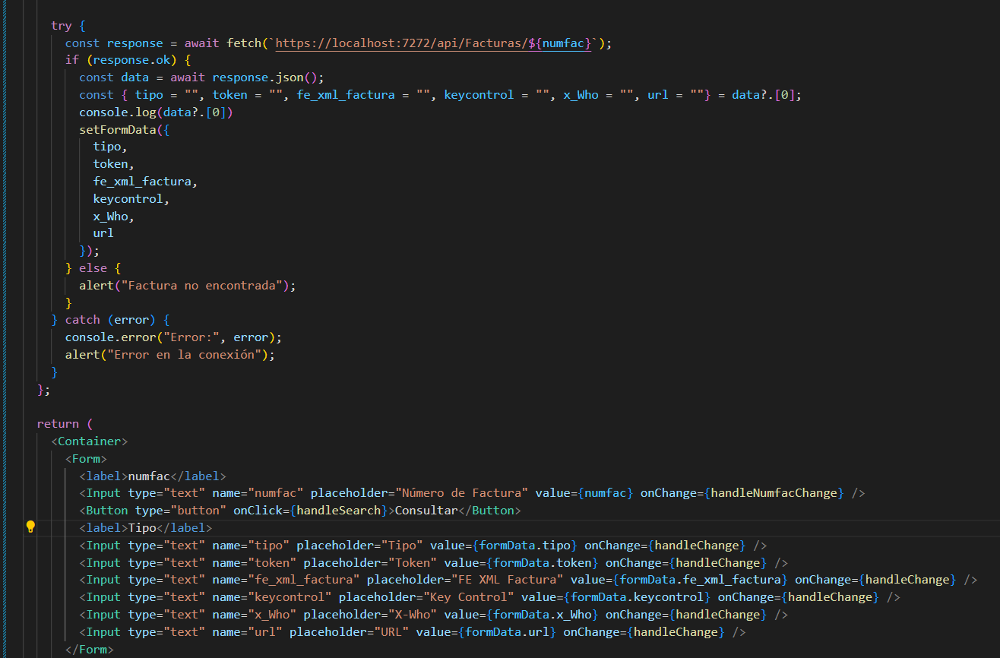 try {
const response = await fetch(`https://localhost:7272/api/Facturas/${numfac}`);
if (response.ok) {
const data = await response.json();
const { tipo = "", token = "", fe_xml_factura = "", keycontrol = "", x_Who = "", url = ""} = data?.[0];
console.log(data?.[0])
setFormData({
tipo,
token,
fe_xml_factura,
keycontrol,
x_Who,
url
});
} else {
alert("Factura no encontrada");
}
} catch (error) {
console.error("Error:", error);
alert("Error en la conexión");
}
};
return (
<Container>
<Form>
<label>numfac</label>
<Input type="text" name="numfac" placeholder="Número de Factura" value={numfac} onChange={handleNumfacChange} />
<Button type="button" onClick={handleSearch}>Consultar</Button>
<label>Tipo</label>
<Input type="text" name="tipo" placeholder="Tipo" value={formData.tipo} onChange={handleChange} />
<Input type="text" name="token" placeholder="Token" value={formData.token} onChange={handleChange} />
<Input type="text" name="fe_xml_factura" placeholder="FE XML Factura" value={formData.fe_xml_factura} onChange={handleChange} />
<Input type="text" name="keycontrol" placeholder="Key Control" value={formData.keycontrol} onChange={handleChange} />
<Input type="text" name="x_Who" placeholder="X-Who" value={formData.x_Who} onChange={handleChange} />
<Input type="text" name="url" placeholder="URL" value={formData.url} onChange={handleChange} />
</Form>